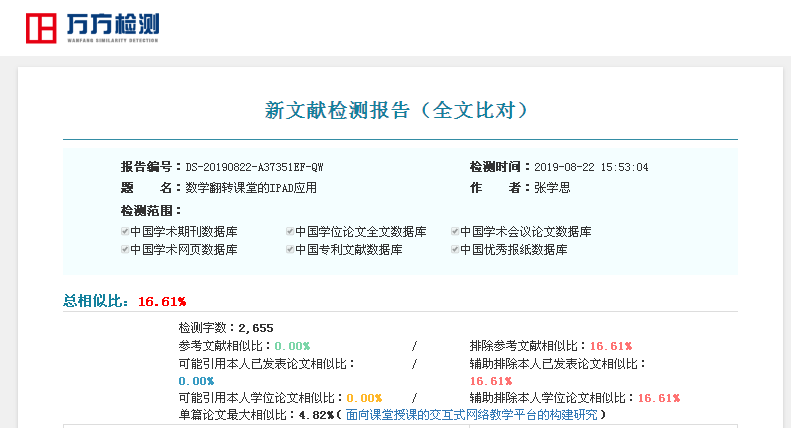 万方检测
WANFANG SIMILARITY DETECTION
新文献检测报告（全文比对）
报告编号：DS-20190822-A37351EF-QW 检测时间：2019-08-22 15:53:04
题 名：数学翻转课堂的IPAD应用 作 者：张学思
检测范围：
中国学术期刊数据库 中国学位论文全文数据库 中国学术会议论文数据库
中国学术网页数据库 中国专利文献数据库 中国优秀报纸数据库
总相似比：16.61%
检测字数：2,655
参考文献相似比：0.00% / 排除参考文献相似比：16.61%
可能引用本人已发表论文相似比： / 辅助排除本人已发表论文相似比：
0.00% 16.61%
可能引用本人学位论文相似比：0.00% / 辅助排除本人学位论文相似比：16.61%
单篇论文最大相似比：4.82%(面向课堂授课的交互式网络教学平台的构建研究)